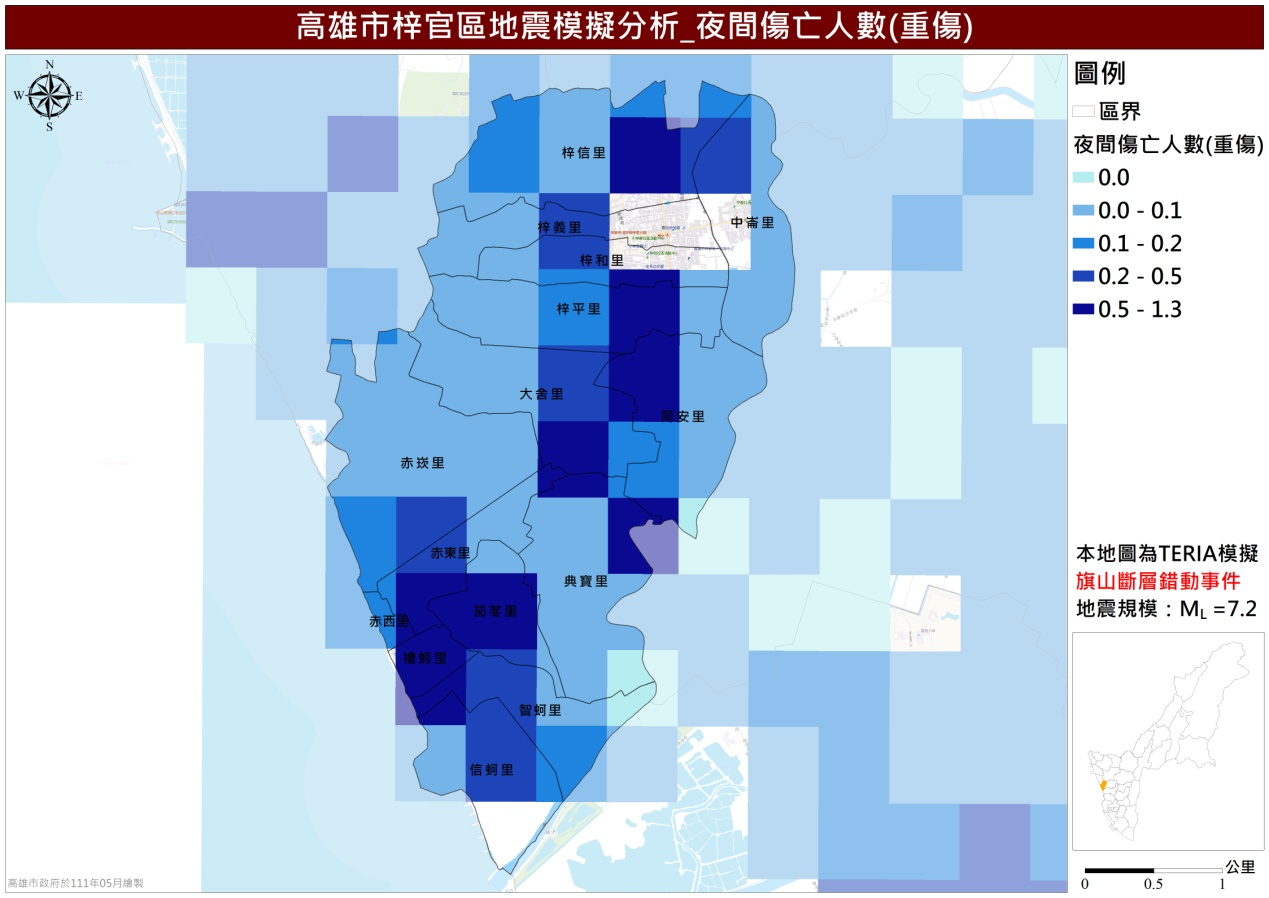 高雄市梓官區地震模擬分析_夜間傷亡人數(重傷)
N
W
E
S
圖例
區界
夜間傷亡人數(重傷)
0.0
0.0 - 0.1
0.1 - 0.2
0.2 - 0.5
0.5 - 1.3
梓信里
梓義里
中崙里
梓和里
梓平里
大舍里
同安里
赤崁里
赤東里
典寶里
茄苳里
赤西里
禮蚵里
智蚵里
信蚵里
本地圖為TERIA模擬
旗山斷層錯動事件
地震規模：ML =7.2
公里
0
0.5
1
高雄市政府於111年05月繪製